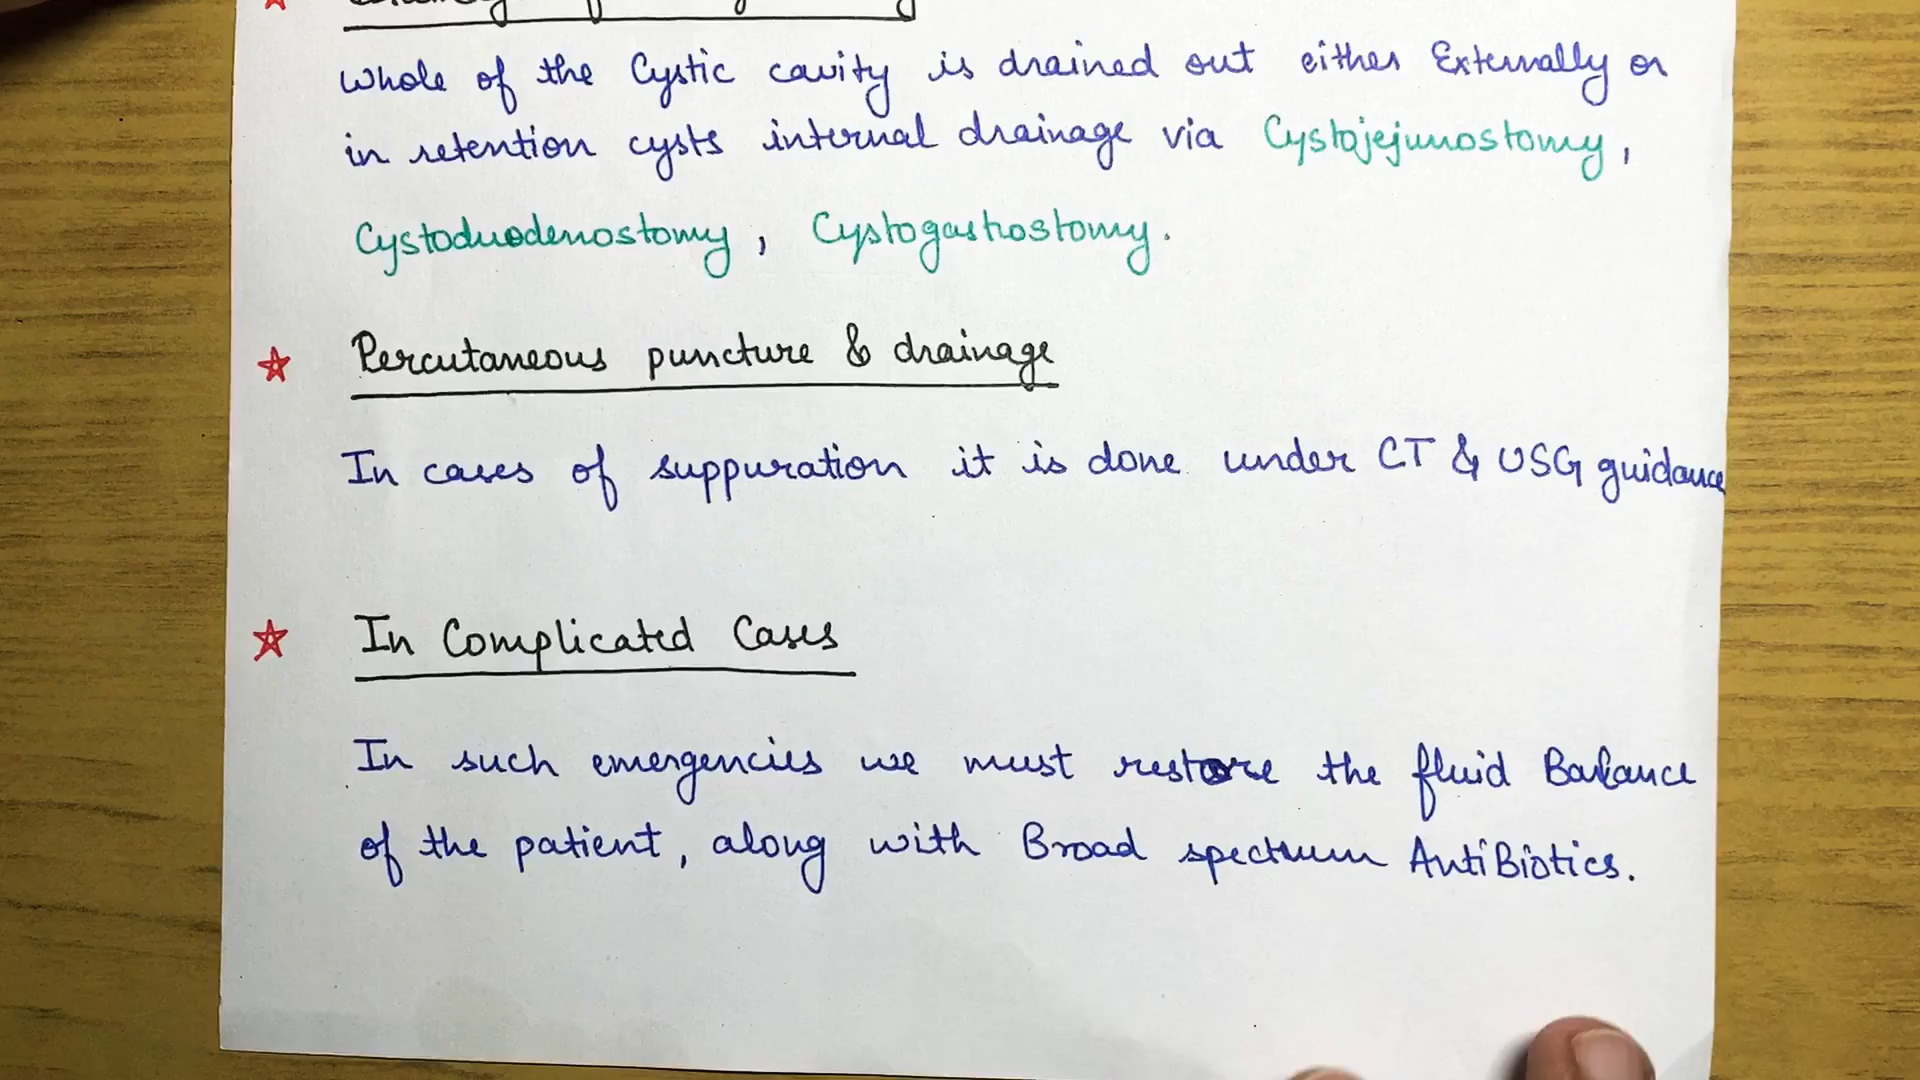 Whole of the Cystic cavity is drained out either Externally or
in retention cysts internal drainage via Cystojejunostomy,
Cystoduodenostomy, Cystogastrostomy.
Percutaneous puncture & drainage
In cases of suppuration it is done under CT & USG guidance
In Complicated Cases
In such emergencies we must restore the fluid Balance
of the patient, along with Broad spectrum AntiBiotics.